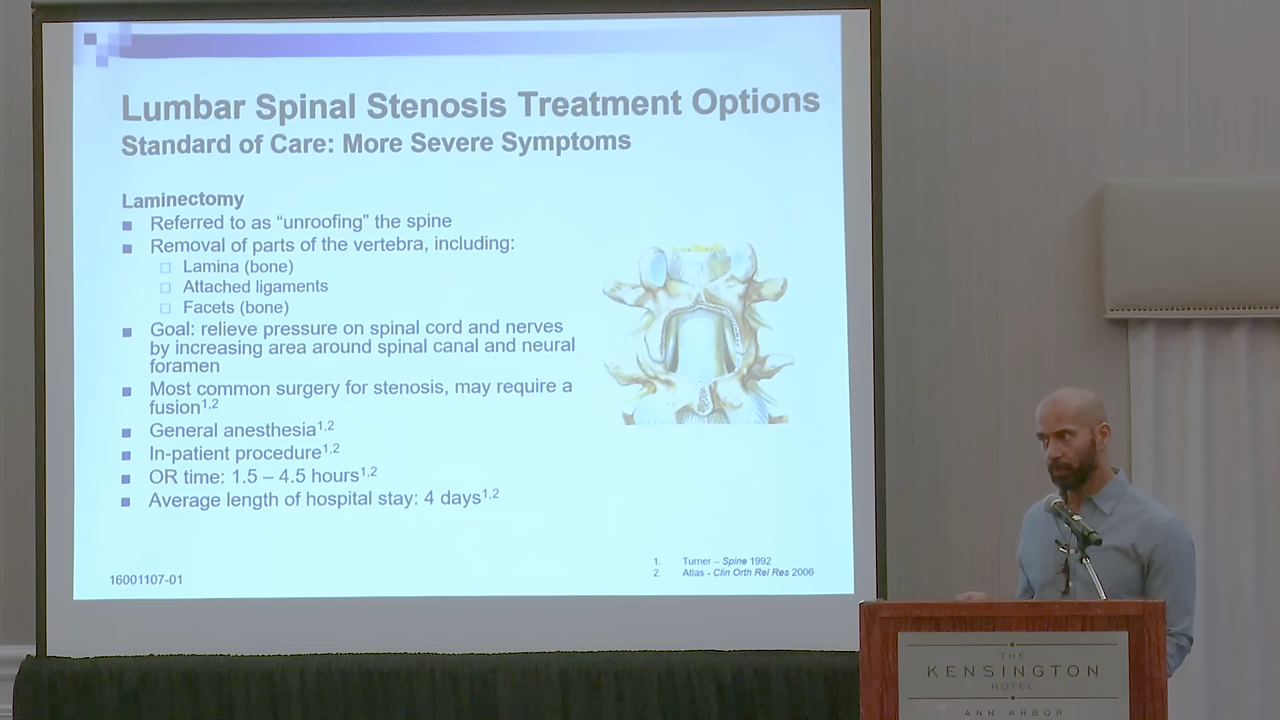 Lumbar Spinal Stenosis Treatment Options
Standard of Care: More Severe Symptoms
Laminectomy
Referred to as “unroofing” the spine
Removal of parts of the vertebra, including:
Lamina (bone)
Attached ligaments
Facets (bone)
Goal: relieve pressure on spinal cord and nerves
by increasing area around spinal canal and neural
foramen
Most common surgery for stenosis, may require a
fusion1,2
General anesthesia1,2
In-patient procedure1,2
OR time: 1.5 – 4.5 hours1,2
Average length of hospital stay: 4 days1,2
1. Turner – Spine 1992
2. Atlas - Clin Orth Rel Res 2006
16001107-01
THE
KENSINGTON
HOTEL
ANN ARBOR